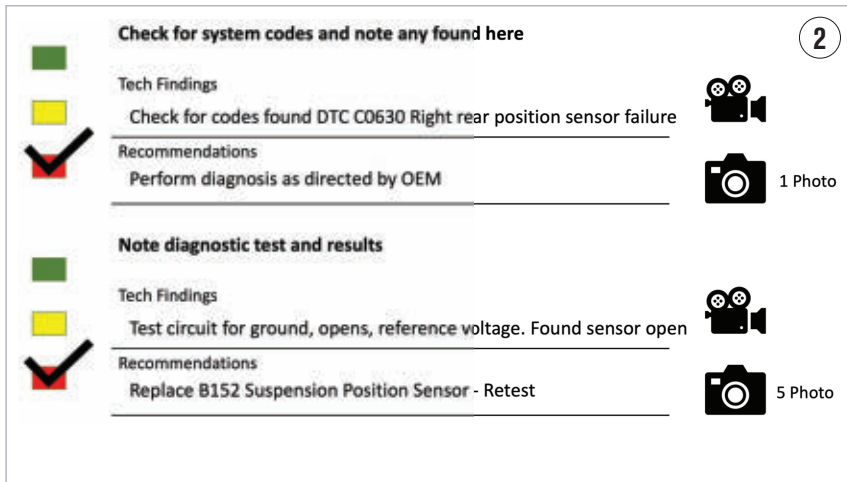 Check for system codes and note any found here
2
Tech Findings
Check for codes found DTC C0630 Right rear position sensor failure
Recommendations
Perform diagnosis as directed by OEM
1 Photo
Note diagnostic test and results
Tech Findings
Test circuit for ground, opens, reference voltage. Found sensor open
Recommendations
Replace B152 Suspension Position Sensor - Retest
5 Photo